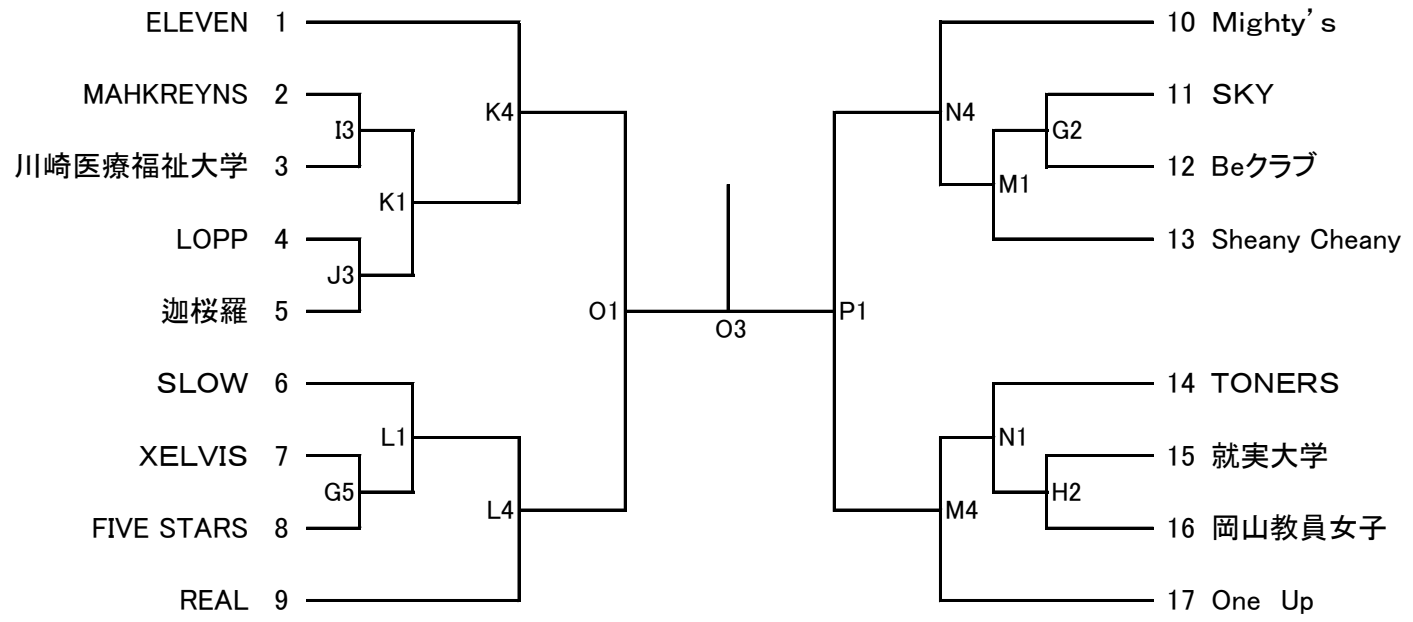 ELEVEN 1
MAHKREYNS 2
I3
川崎医療福祉大学 3
K1
LOPP 4
J3
迦桜羅 5
K4
SLOW 6
L1
XELVIS 7
G5
FIVE STARS 8
L4
REAL 9
O1
O3
P1
10 Mighty’s
N4
11 SKY
G2
12 Beクラブ
M1
13 Sheany Cheany
14 TONERS
N1
15 就実大学
H2
16 岡山教員女子
M4
17 One Up